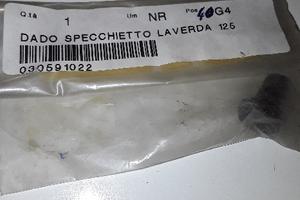 Q.tà 1 Um NR Pos 40G4
DADO SPECCHIETTO LAVERDA 125
030591022